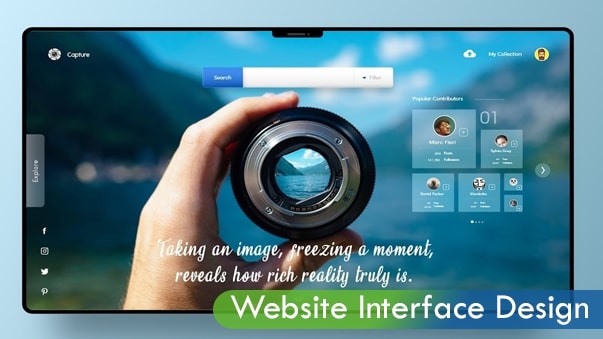 Capture
My Collection
Search
Filter
Popular Contributors
01
Marc Fieri
Followers
Explore
Taking an image, freezing a moment,
reveals how rich reality truly is.
Website Interface Design